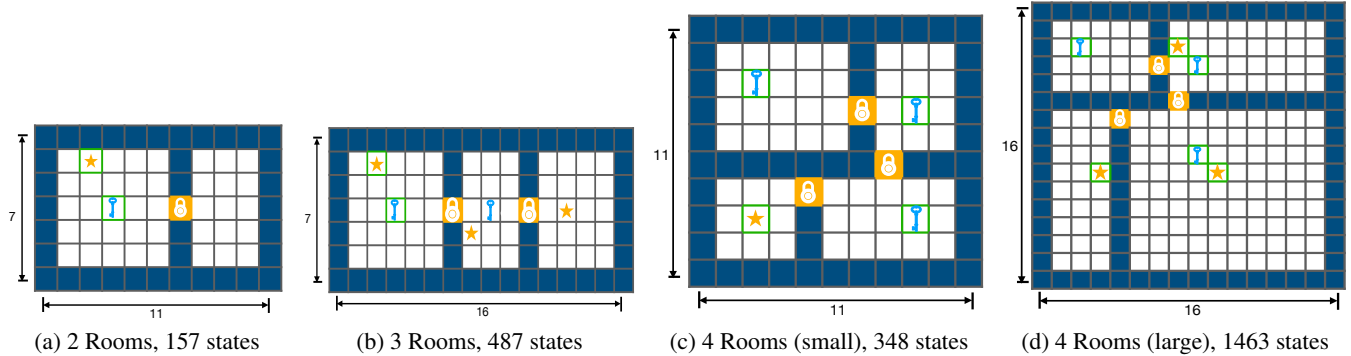 7
11
(a) 2 Rooms, 157 states
7
16
(b) 3 Rooms, 487 states
11
11
(c) 4 Rooms (small), 348 states
16
16
(d) 4 Rooms (large), 1463 states